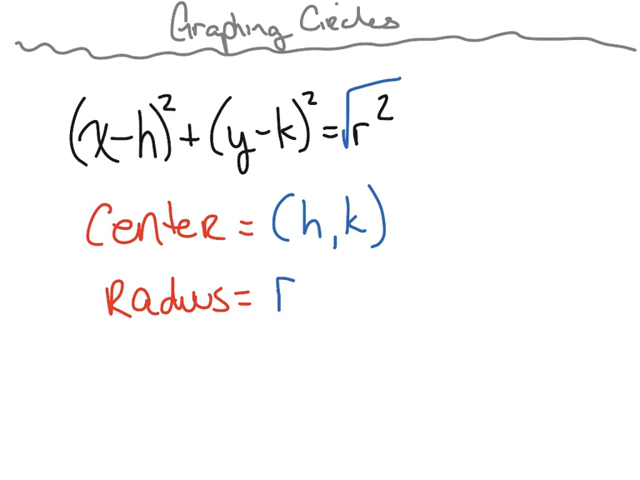 Graphing Circles
(x-h)²+(y-k)²=√r²
Center = (h,k)
Radius = r